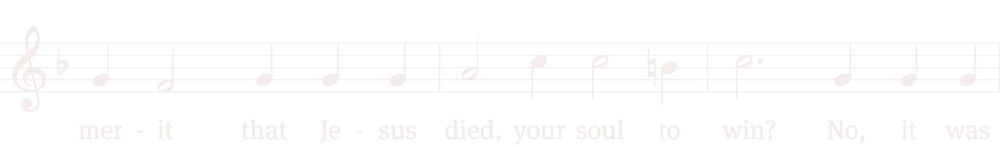 mer - it that Je - sus died, your soul to win? No, it was